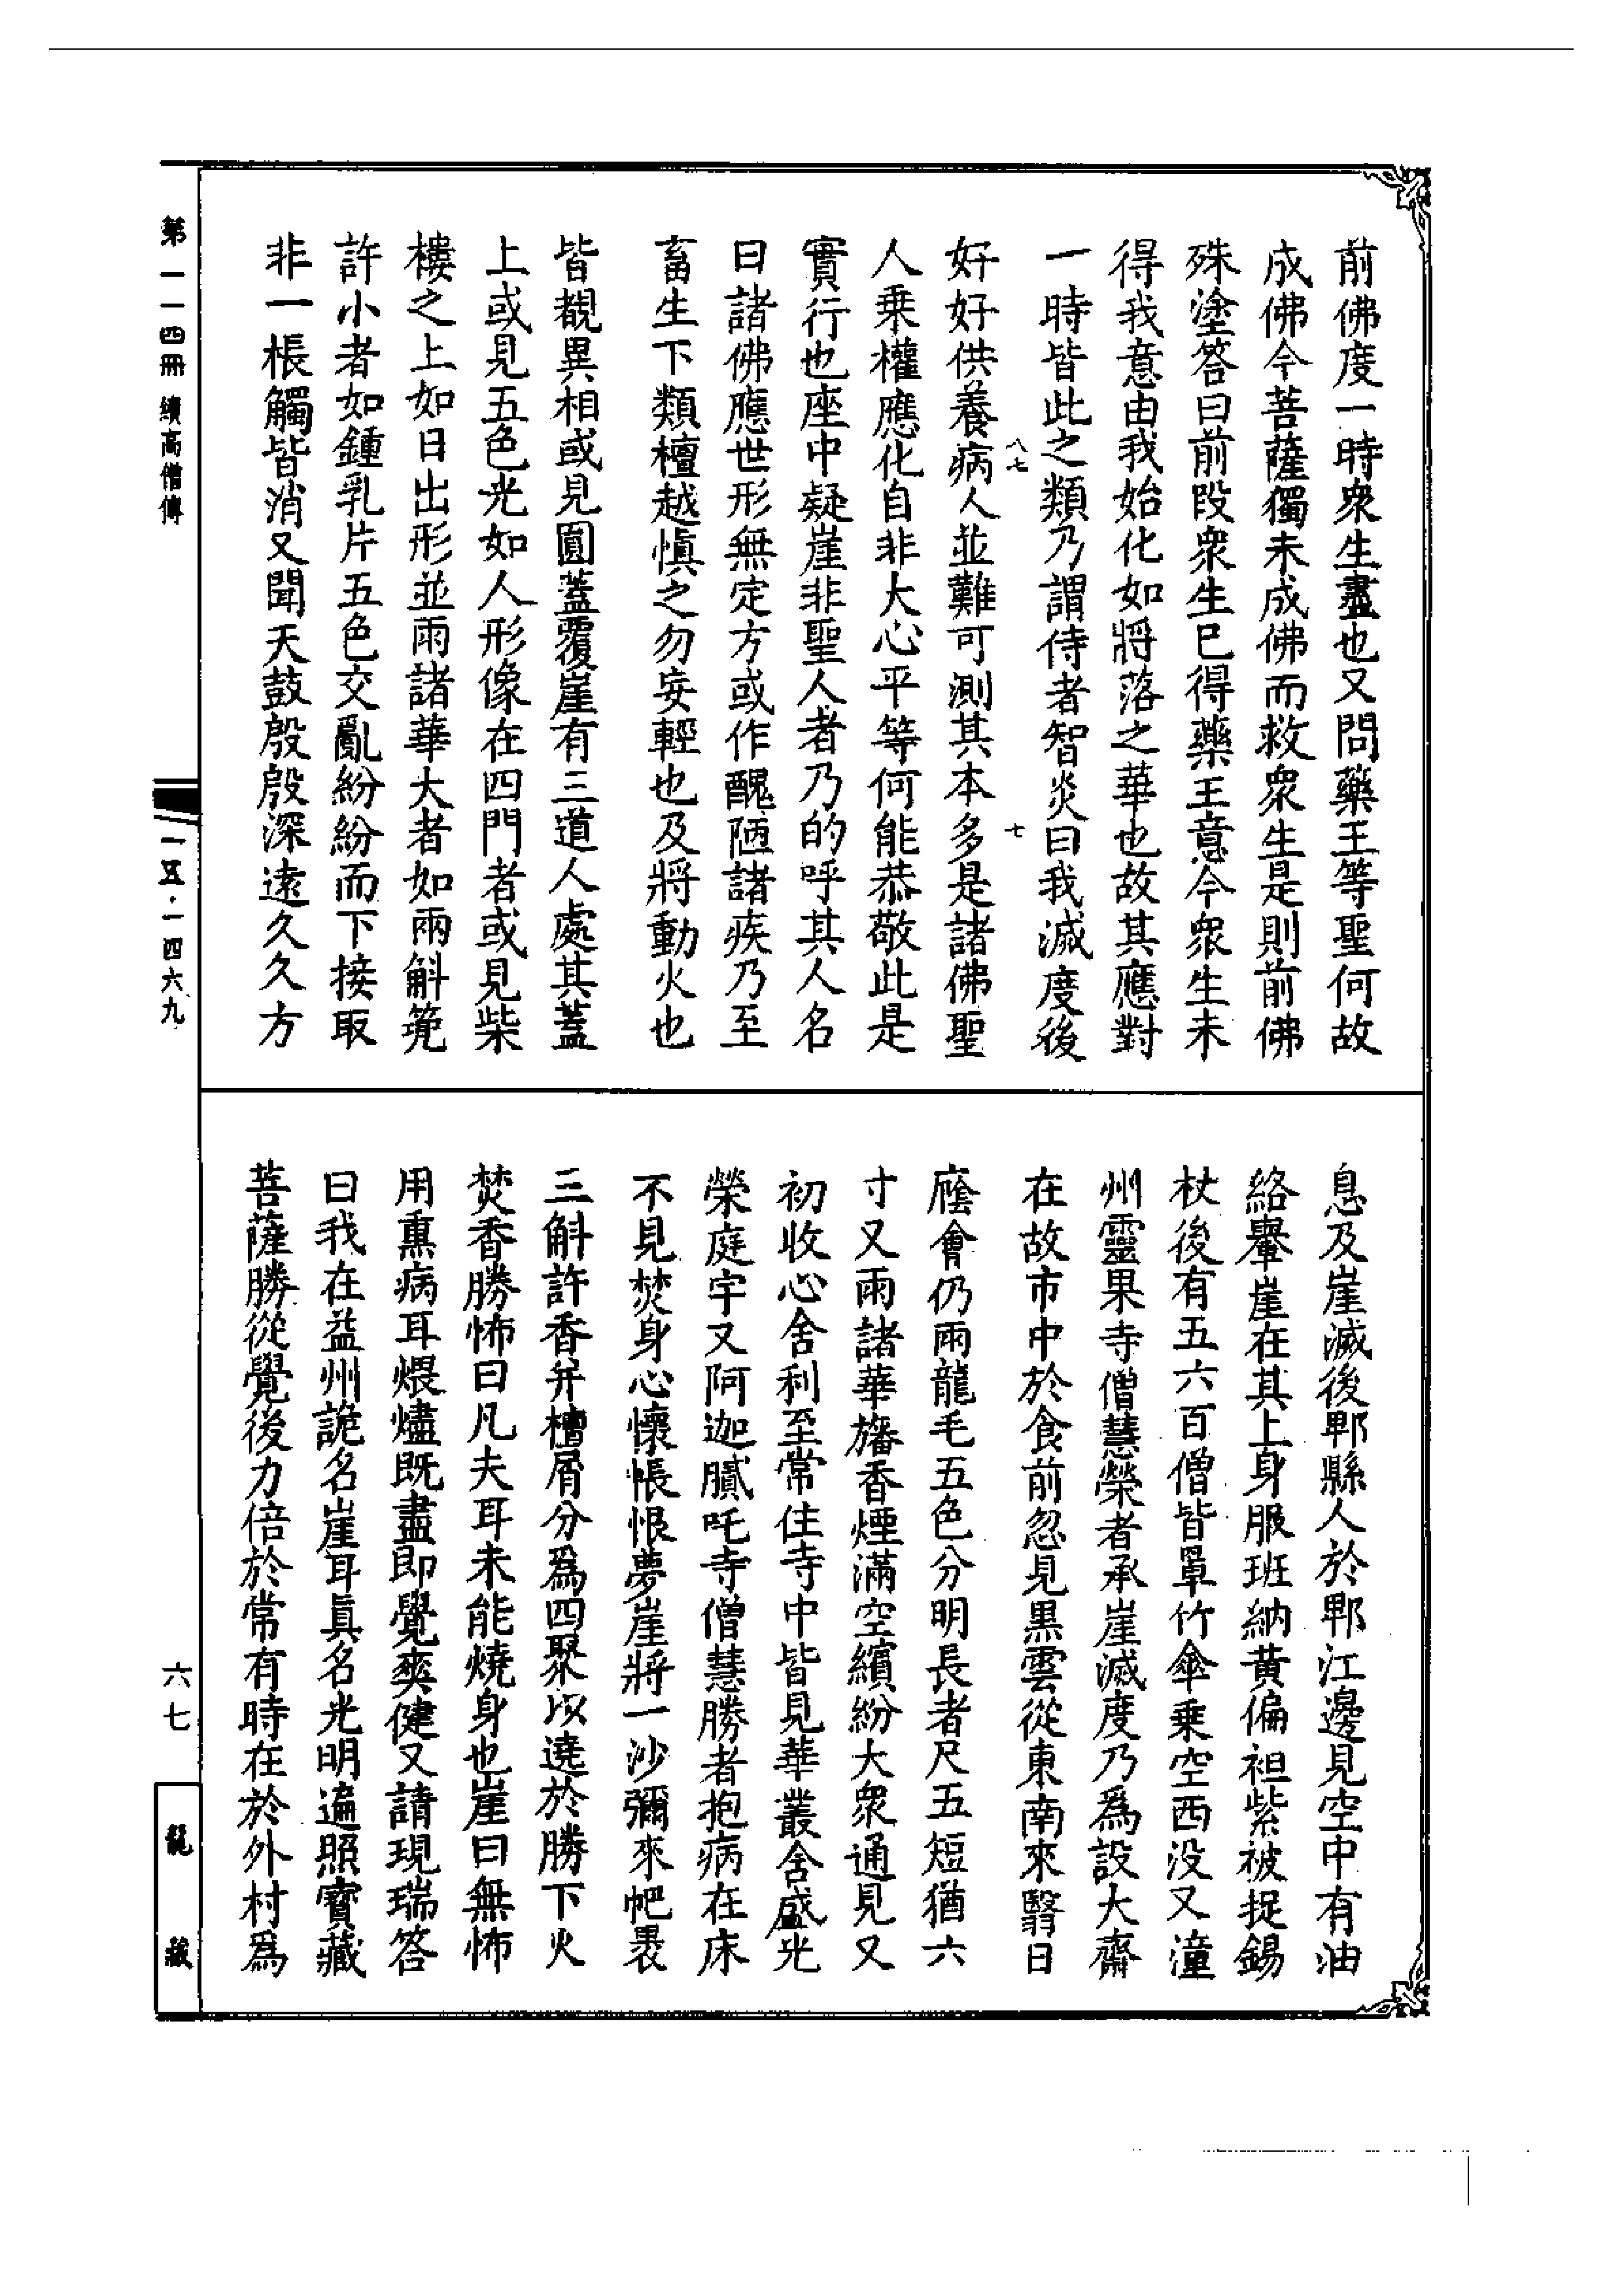 前佛度一時衆生盡也又問藥王等聖何故
成佛今菩薩獨未成佛而救衆生是則前佛
殊塗答曰前段衆生已得藥王意今衆生未
得我意由我始化如將落之華也故其應對
一時皆此之類乃謂侍者智炎曰我滅度後
八七
七
好好供養病人並難可測其本多是諸佛聖
人乗權應化自非大心平等何能恭敬此是
實行也座中疑崖非聖人者乃的呼其人名
曰諸佛應世形無定方或作醜陋諸疾乃至
畜生下類檀越慎之勿妄輕也及將動火也
皆覩異相或見圓蓋覆崖有三道人處其蓋
上或見五色光如人形像在四門者或見柴
樓之上如日出形並雨諸華大者如兩斛篼
許小者如鍾乳片五色交亂紛紛而下接取
非一棖觸皆消又聞天鼓殷殷深遠久久方
息及崖滅後郫縣人於郫江邊見空中有油
絡轝崖在其上身服班納黄偏袒紫被捉錫
杖後有五六百僧皆罩竹傘乗空西没又潼
州靈果寺僧慧榮者承崖滅度乃爲設大齋
在故市中於食前忽見黑雲從東南來翳日
蔭會仍雨龍毛五色分明長者尺五短猶六
寸又雨諸華旛香煙滿空繽紛大衆通見又
初收心舍利至常住寺中皆見華叢含盛光
榮庭宇又阿迦膩吒寺僧慧勝者抱病在床
不見焚身心懷悵恨夢崖將一沙彌來帊裹
三斛許香并檀屑分爲四聚以遶於勝下火
焚香勝怖曰凡夫耳未能燒身也崖曰無怖
用熏病耳煨燼既盡即覺爽健又請現瑞答
曰我在益州詭名崖耳眞名光明遍照寶藏
菩薩勝從覺後力倍於常有時在於外村爲
第一一四冊 續高僧傳
一五·一四六九
六七
龍藏